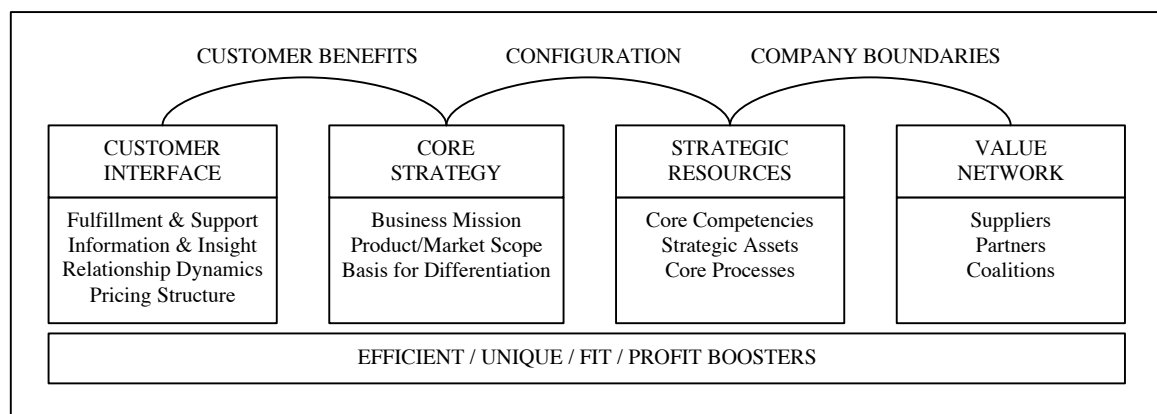 CUSTOMER BENEFITS
CONFIGURATION
COMPANY BOUNDARIES
CUSTOMER
INTERFACE
Fulfillment & Support
Information & Insight
Relationship Dynamics
Pricing Structure
CORE
STRATEGY
Business Mission
Product/Market Scope
Basis for Differentiation
STRATEGIC
RESOURCES
Core Competencies
Strategic Assets
Core Processes
VALUE
NETWORK
Suppliers
Partners
Coalitions
EFFICIENT / UNIQUE / FIT / PROFIT BOOSTERS